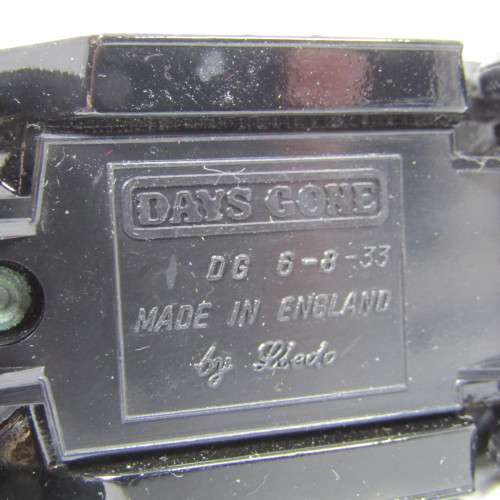 DAYS GONE
DG 6-8-33
MADE IN ENGLAND
by Lledo